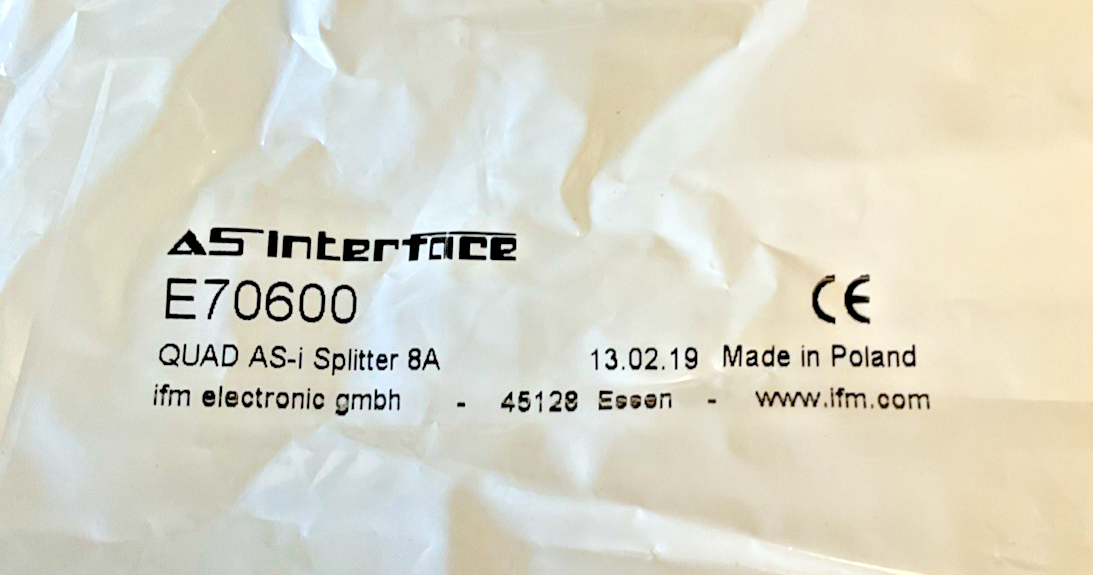 AS-Interface
E70600
CE
QUAD AS-i Splitter 8A 13.02.19 Made in Poland
ifm electronic gmbh - 45128 Essen - www.ifm.com